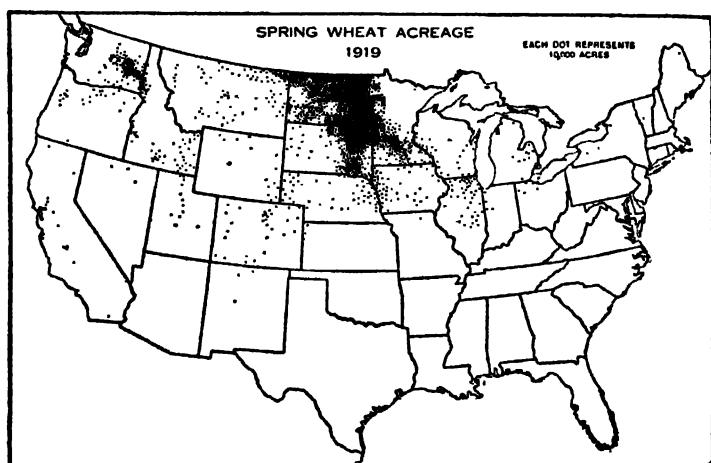 SPRING WHEAT ACREAGE
1919
EACH DOT REPRESENTS
10,000 ACRES